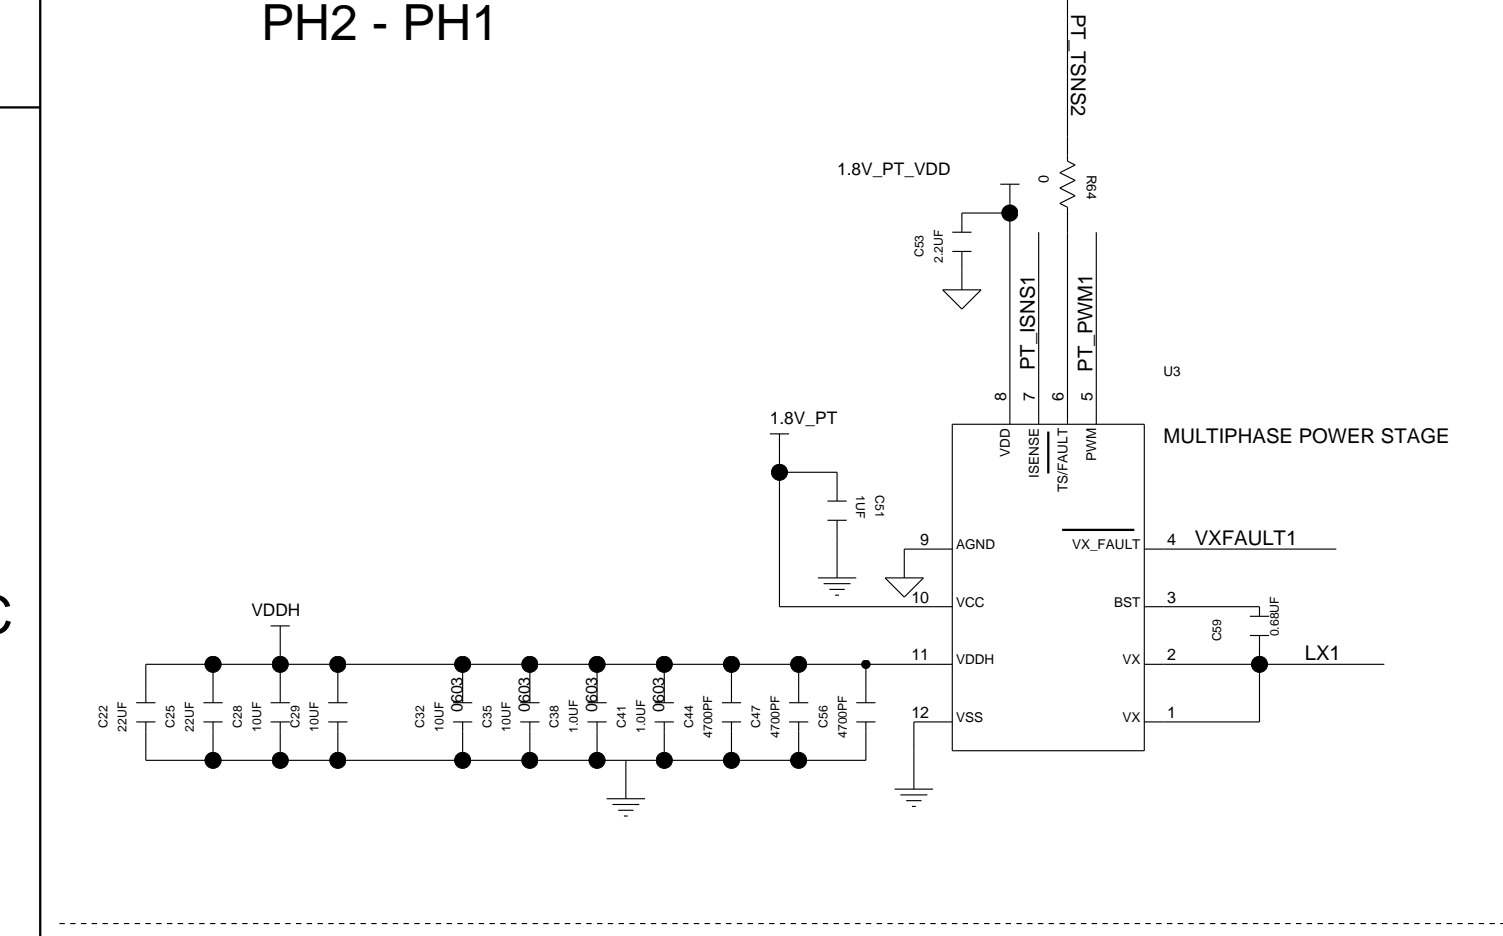 PH2 - PH1
PT_TSNS2
1.8V_PT_VDD
0
R64
C53
2.2UF
PT_ISNS1
PT_PWM1
U3
8
7
6
5
1.8V_PT
VDD
ISENSE
TS/FAULT
PWM
MULTIPHASE POWER STAGE
1UF
C51
9
AGND
VX_FAULT
4
VXFAULT1
C
VDDH
10
VCC
BST
3
C59
0.68UF
11
VDDH
VX
2
LX1
C22
22UF
C25
22UF
C28
10UF
C29
10UF
C32
10UF
0603
C35
10UF
0603
C38
1.0UF
0603
C41
1.0UF
0603
C44
4700PF
C47
4700PF
C56
4700PF
12
VSS
VX
1